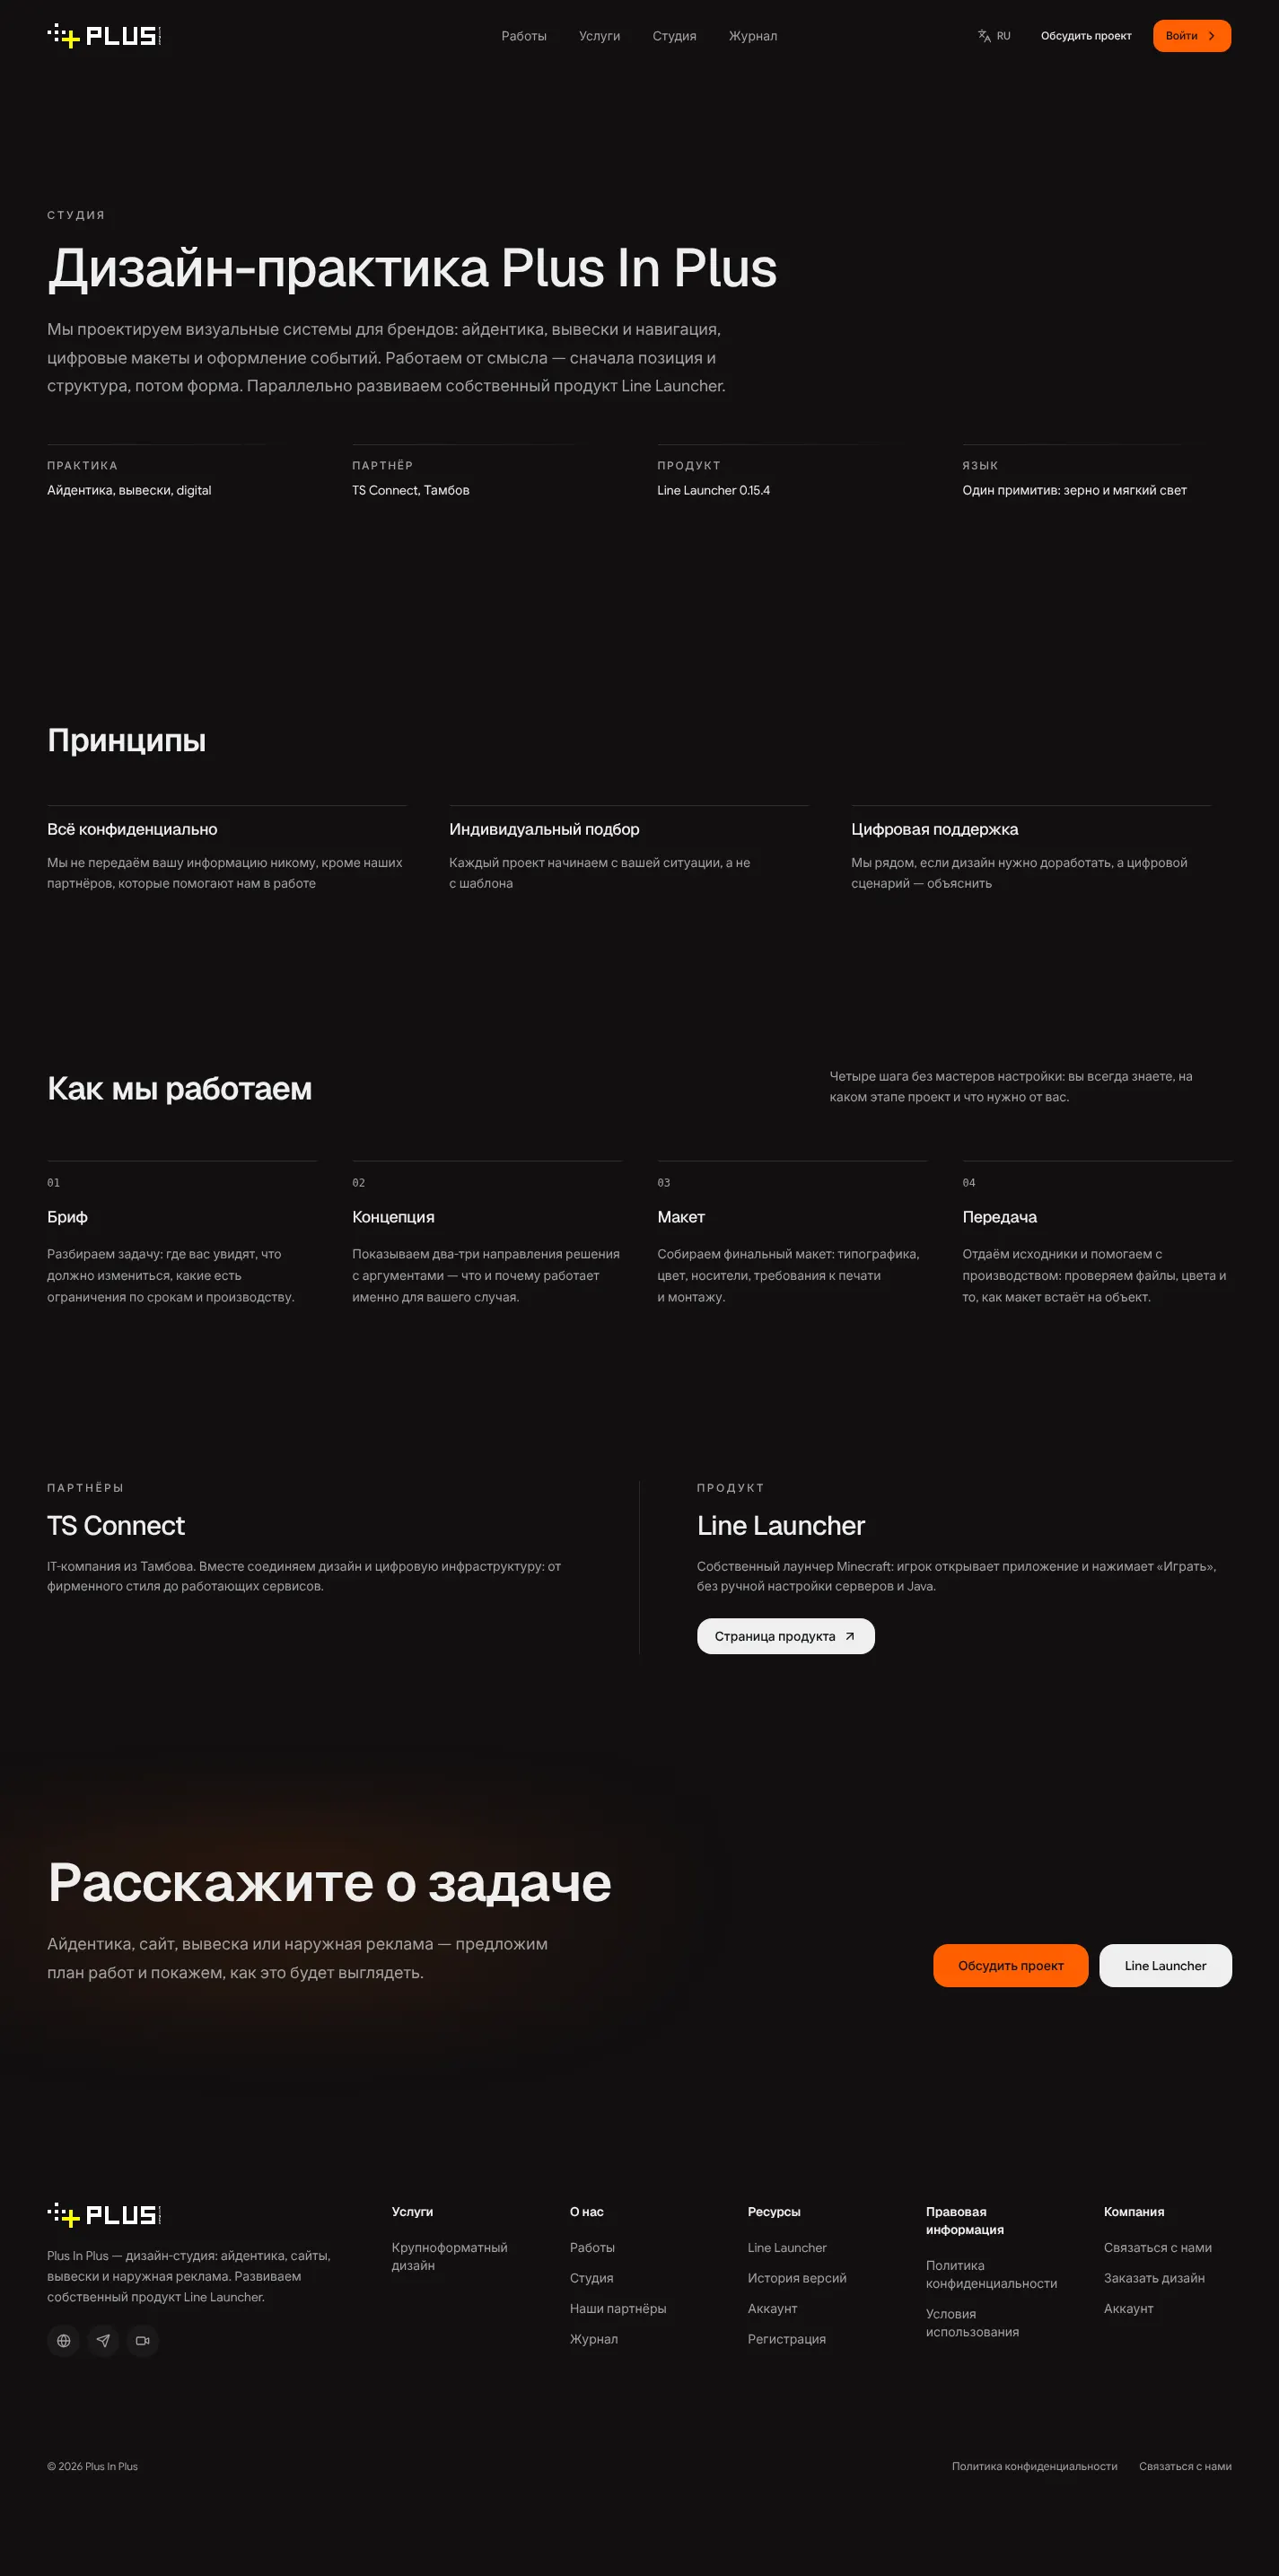 PLUS
Работы
Услуги
Студия
Журнал
RU
Обсудить проект
Войти
СТУДИЯ
Дизайн-практика Plus In Plus
Мы проектируем визуальные системы для брендов: айдентика, вывески и навигация,
цифровые макеты и оформление событий. Работаем от смысла — сначала позиция и
структура, потом форма. Параллельно развиваем собственный продукт Line Launcher.
ПРАКТИКА
Айдентика, вывески, digital
ПАРТНЁР
TS Connect, Тамбов
ПРОДУКТ
Line Launcher 0.15.4
ЯЗЫК
Один примитив: зерно и мягкий свет
Принципы
Всё конфиденциально
Мы не передаём вашу информацию никому, кроме наших
партнёров, которые помогают нам в работе
Индивидуальный подбор
Каждый проект начинаем с вашей ситуации, а не
с шаблона
Цифровая поддержка
Мы рядом, если дизайн нужно доработать, а цифровой
сценарий — объяснить
Как мы работаем
Четыре шага без мастеров настройки: вы всегда знаете, на
каком этапе проект и что нужно от вас.
01
Бриф
Разбираем задачу: где вас увидят, что
должно измениться, какие есть
ограничения по срокам и производству.
02
Концепция
Показываем два-три направления решения
с аргументами — что и почему работает
именно для вашего случая.
03
Макет
Собираем финальный макет: типографика,
цвет, носители, требования к печати
и монтажу.
04
Передача
Отдаём исходники и помогаем с
производством: проверяем файлы, цвета и
то, как макет встаёт на объект.
ПАРТНЁРЫ
TS Connect
IT-компания из Тамбова. Вместе соединяем дизайн и цифровую инфраструктуру: от
фирменного стиля до работающих сервисов.
ПРОДУКТ
Line Launcher
Собственный лаунчер Minecraft: игрок открывает приложение и нажимает «Играть»,
без ручной настройки серверов и Java.
Страница продукта
Расскажите о задаче
Айдентика, сайт, вывеска или наружная реклама — предложим
план работ и покажем, как это будет выглядеть.
Обсудить проект
Line Launcher
PLUS
Plus In Plus — дизайн-студия: айдентика, сайты,
вывески и наружная реклама. Развиваем
собственный продукт Line Launcher.
Услуги
Крупноформатный
дизайн
О нас
Работы
Студия
Наши партнёры
Журнал
Ресурсы
Line Launcher
История версий
Аккаунт
Регистрация
Правовая
информация
Политика
конфиденциальности
Условия
использования
Компания
Связаться с нами
Заказать дизайн
Аккаунт
© 2026 Plus In Plus
Политика конфиденциальности
Связаться с нами